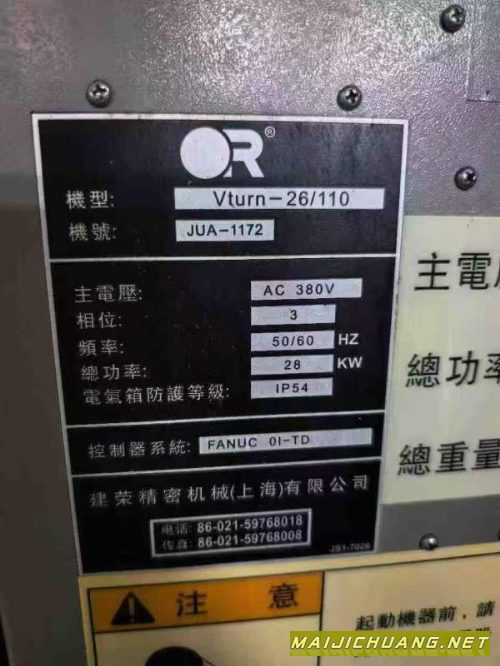 OR®
機型: Vturn-26/110
機號: JUA-1172
主電壓: AC 380V
相位: 3
頻率: 50/60 HZ
總功率: 28 KW
電氣箱防護等級: IP54
控制器系統: FANUC 0I-TD
建荣精密机械(上海)有限公司
电话: 86-021-59768018
传真: 86-021-59768008
JS1-7026
主電
總功率
總重量
注 意
起動機器前,請
MAIJICHUANG.NET